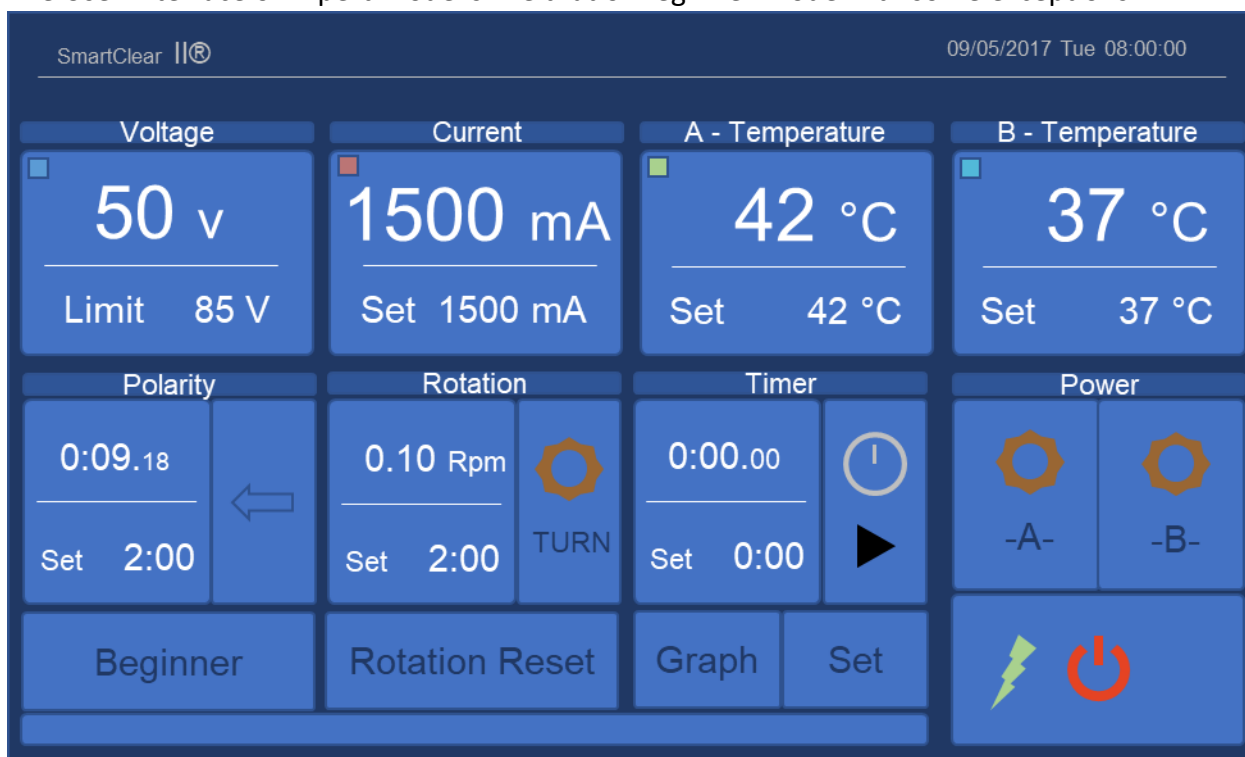 SmartClear II®
09/05/2017 Tue 08:00:00
Voltage
50 v
Limit 85 V
Current
1500 mA
Set 1500 mA
A - Temperature
42 °C
Set 42 °C
B - Temperature
37 °C
Set 37 °C
Polarity
0:09.18
Set 2:00
Rotation
0.10 Rpm
Set 2:00
TURN
Timer
0:00.00
Set 0:00
Power
-A-
-B-
Beginner
Rotation Reset
Graph
Set